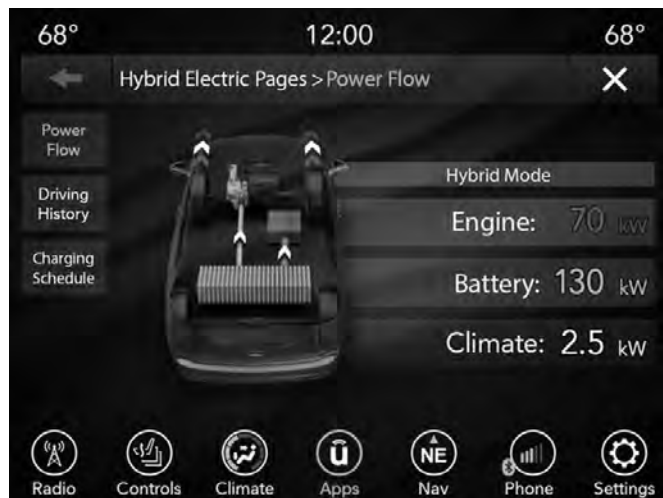 68° 12:00 68°
Hybrid Electric Pages > Power Flow
Power
Flow
Driving
History
Charging
Schedule
Hybrid Mode
Engine: 70 kW
Battery: 130 kW
Climate: 2.5 kW
Radio
Controls
Climate
û
Apps
NE
Nav
Phone
Settings